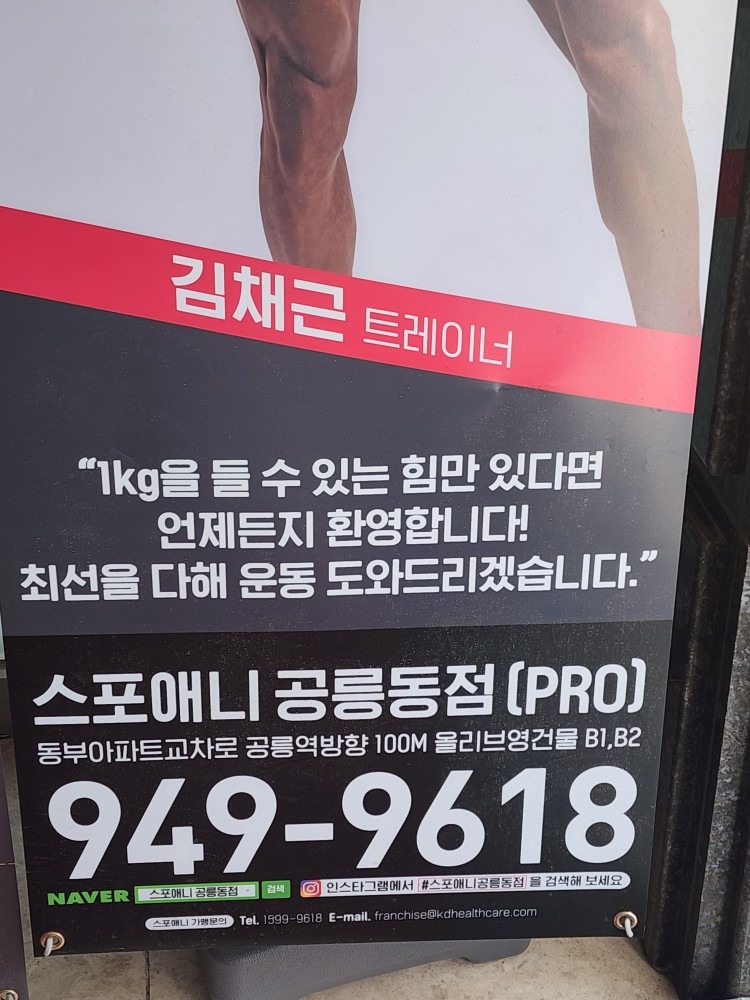 김채근 트레이너
“1kg을 들 수 있는 힘만 있다면
언제든지 환영합니다!
최선을 다해 운동 도와드리겠습니다.”
스포애니 공릉동점 (PRO)
동부아파트교차로 공릉역방향 100M 올리브영건물 B1,B2
949-9618
NAVER 스포애니 공릉동점 검색 인스타그램에서 #스포애니공릉동점 을 검색해 보세요
스포애니 가맹문의 Tel. 1599-9618 E-mail. franchise@kdhealthcare.com